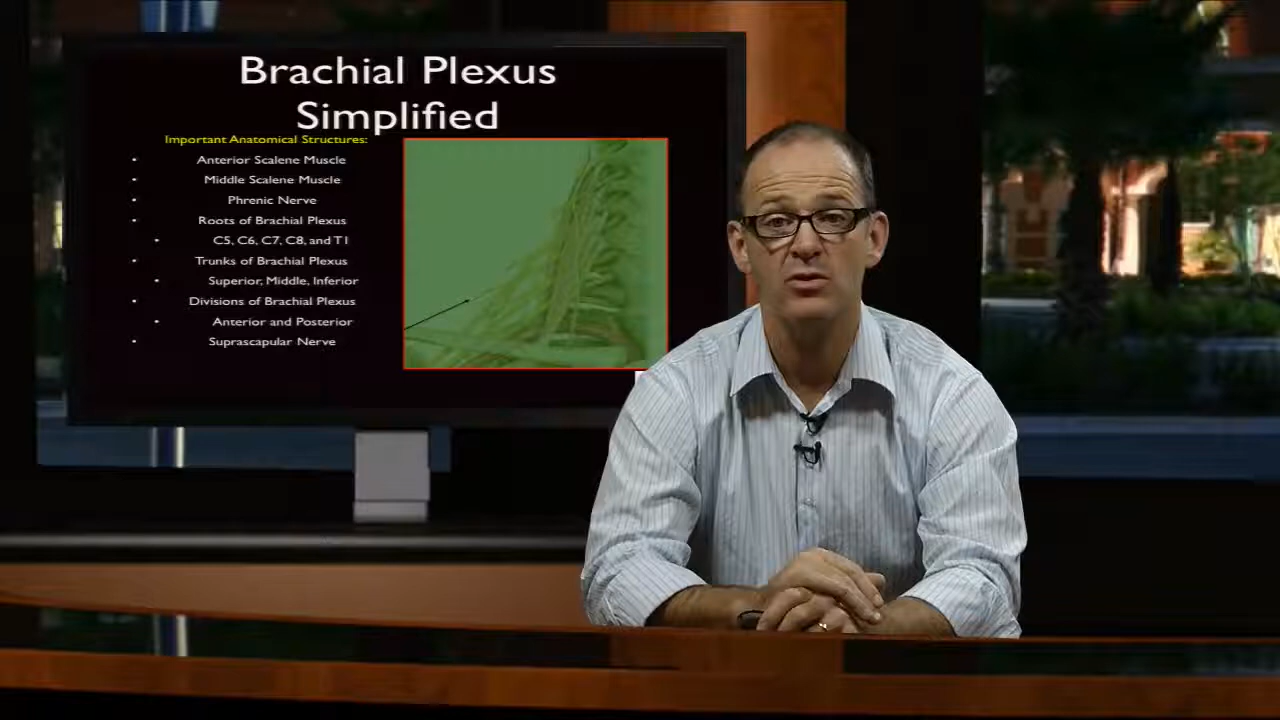 Brachial Plexus
Simplified
Important Anatomical Structures:
• Anterior Scalene Muscle
• Middle Scalene Muscle
• Phrenic Nerve
• Roots of Brachial Plexus
• C5, C6, C7, C8, and T1
• Trunks of Brachial Plexus
• Superior, Middle, Inferior
• Divisions of Brachial Plexus
• Anterior and Posterior
• Suprascapular Nerve